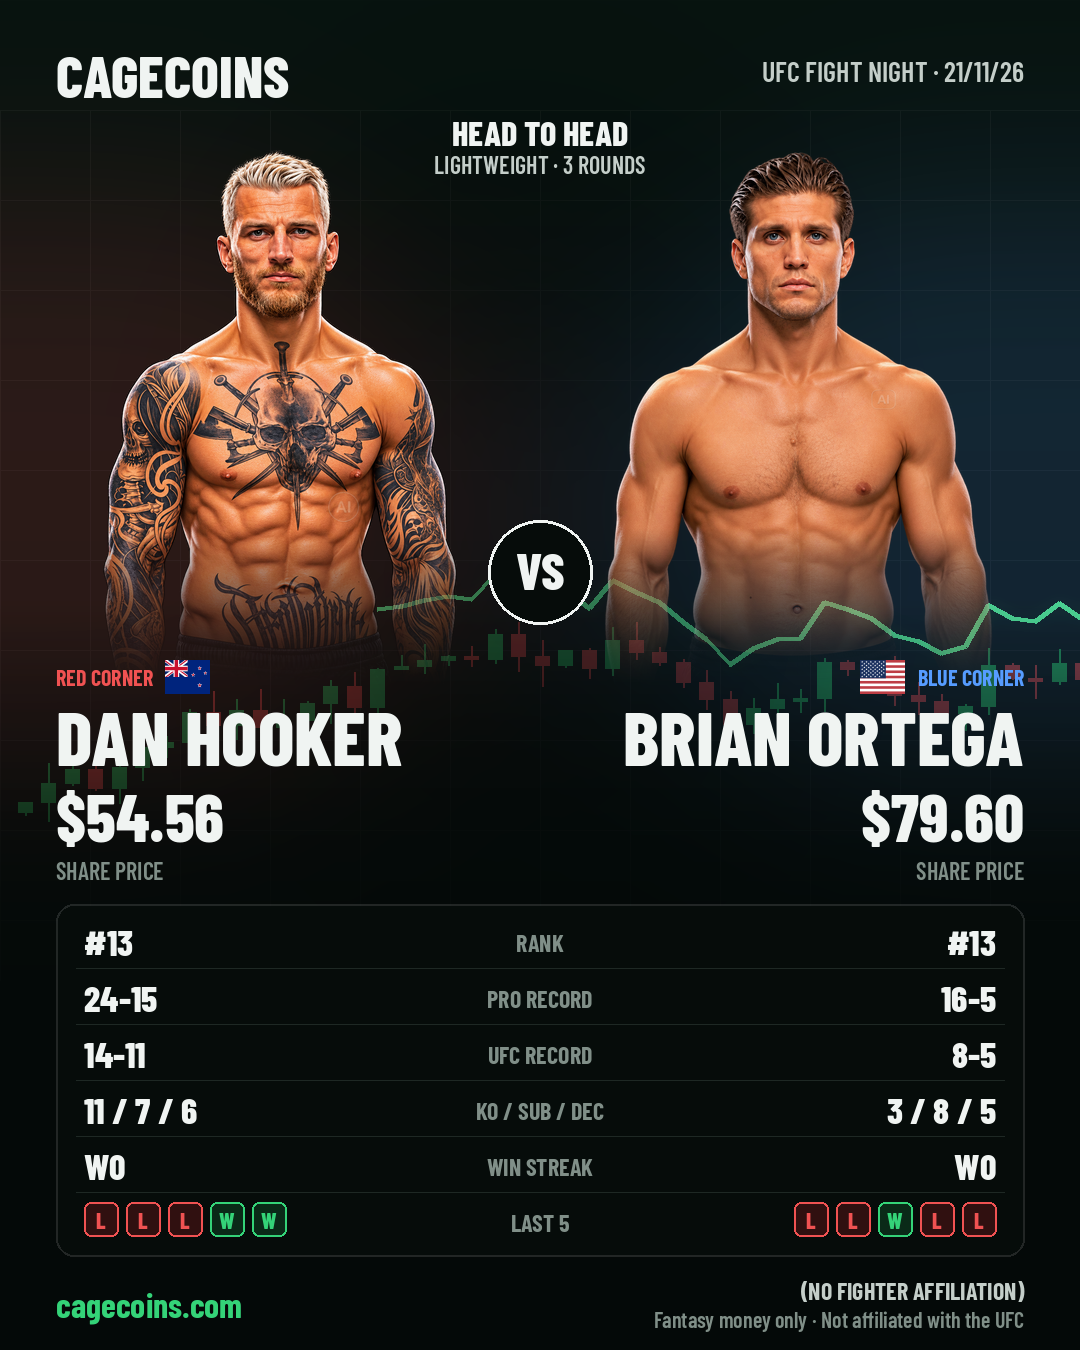 CAGECOINS
UFC FIGHT NIGHT · 21/11/26
HEAD TO HEAD
LIGHTWEIGHT · 3 ROUNDS
AI
AI
VS
RED CORNER
BLUE CORNER
DAN HOOKER
BRIAN ORTEGA
$54.56
$79.60
SHARE PRICE
SHARE PRICE
#13 RANK #13
24-15 PRO RECORD 16-5
14-11 UFC RECORD 8-5
11 / 7 / 6 KO / SUB / DEC 3 / 8 / 5
W0 WIN STREAK W0
L L L W W LAST 5 L L W L L
cagecoins.com
(NO FIGHTER AFFILIATION)
Fantasy money only · Not affiliated with the UFC